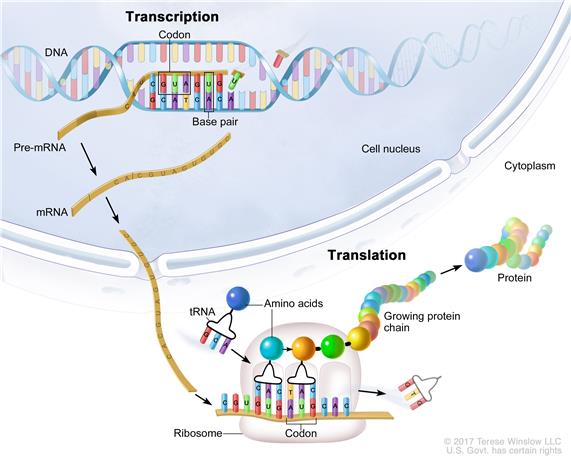 Transcription
Codon
DNA
C G U A G U G U
G C A T C A C A
Base pair
Pre-mRNA
Cell nucleus
Cytoplasm
mRNA
C A C G U A G U G U G C
Translation
Amino acids
tRNA
Protein
Growing protein
chain
G C A
C A C T A C
C G U G U G A U G C A C
Ribosome
Codon
© 2017 Terese Winslow LLC
U.S. Govt. has certain rights